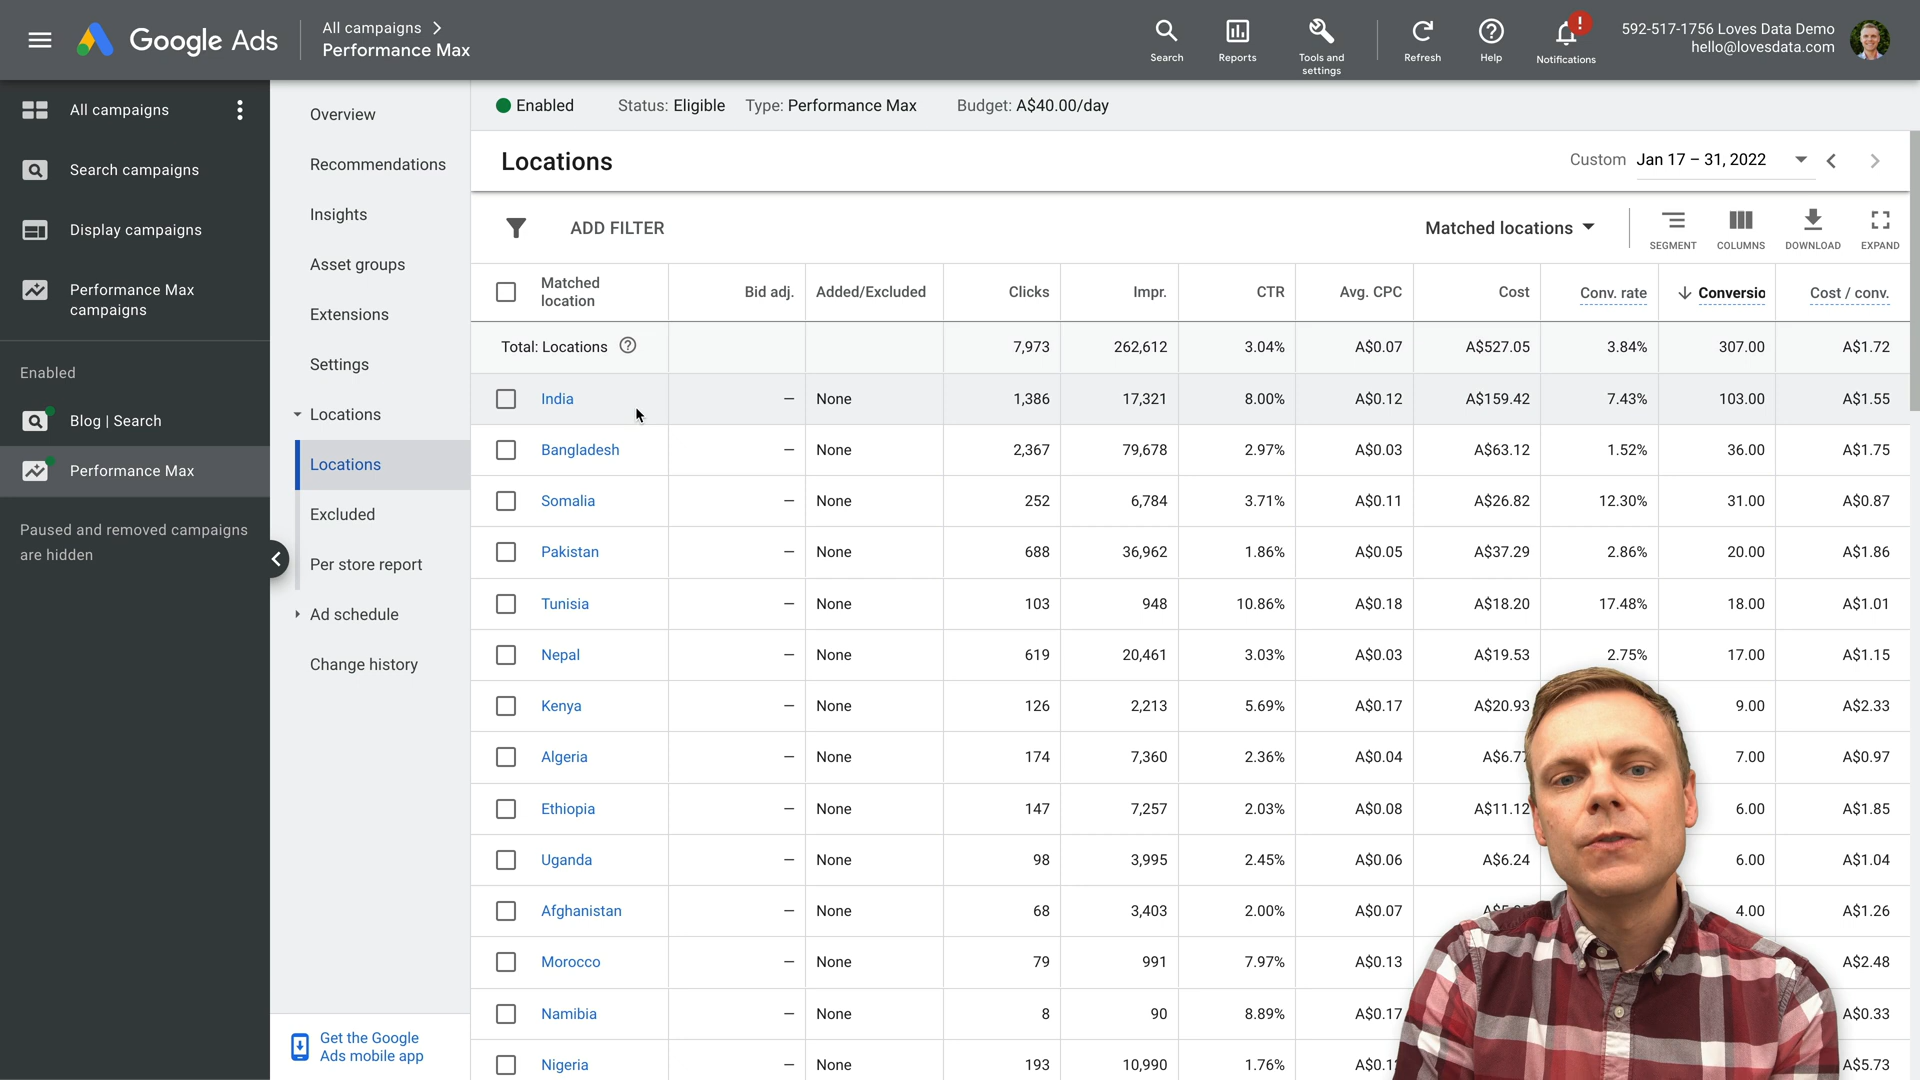 Google Ads
All campaigns
Performance Max
Search
Reports
Tools and
settings
Refresh
Help
!
Notifications
592-517-1756 Loves Data Demo
hello@lovesdata.com
All campaigns
Search campaigns
Display campaigns
Performance Max
campaigns
Enabled
Blog | Search
Performance Max
Paused and removed campaigns
are hidden
Overview
Recommendations
Insights
Asset groups
Extensions
Settings
Locations
Locations
Excluded
Per store report
Ad schedule
Change history
Get the Google
Ads mobile app
Enabled Status: Eligible Type: Performance Max Budget: A$40.00/day
Locations
Custom Jan 17 – 31, 2022
ADD FILTER
Matched locations
SEGMENT
COLUMNS
DOWNLOAD
EXPAND
Matched
location
Bid adj. Added/Excluded Clicks Impr. CTR Avg. CPC Cost Conv. rate Conversio Cost / conv.
Total: Locations ? 7,973 262,612 3.04% A$0.07 A$527.05 3.84% 307.00 A$1.72
India – None 1,386 17,321 8.00% A$0.12 A$159.42 7.43% 103.00 A$1.55
Bangladesh – None 2,367 79,678 2.97% A$0.03 A$63.12 1.52% 36.00 A$1.75
Somalia – None 252 6,784 3.71% A$0.11 A$26.82 12.30% 31.00 A$0.87
Pakistan – None 688 36,962 1.86% A$0.05 A$37.29 2.86% 20.00 A$1.86
Tunisia – None 103 948 10.86% A$0.18 A$18.20 17.48% 18.00 A$1.01
Nepal – None 619 20,461 3.03% A$0.03 A$19.53 2.75% 17.00 A$1.15
Kenya – None 126 2,213 5.69% A$0.17 A$20.93 9.00 A$2.33
Algeria – None 174 7,360 2.36% A$0.04 7.00 A$0.97
Ethiopia – None 147 7,257 2.03% A$0.08 A$11.12 6.00 A$1.85
Uganda – None 98 3,995 2.45% A$0.06 A$6.24 6.00 A$1.04
Afghanistan – None 68 3,403 2.00% A$0.07 4.00 A$1.26
Morocco – None 79 991 7.97% A$0.13 A$2.48
Namibia – None 8 90 8.89% A$0.17 A$0.33
Nigeria – None 193 10,990 1.76% A$5.73